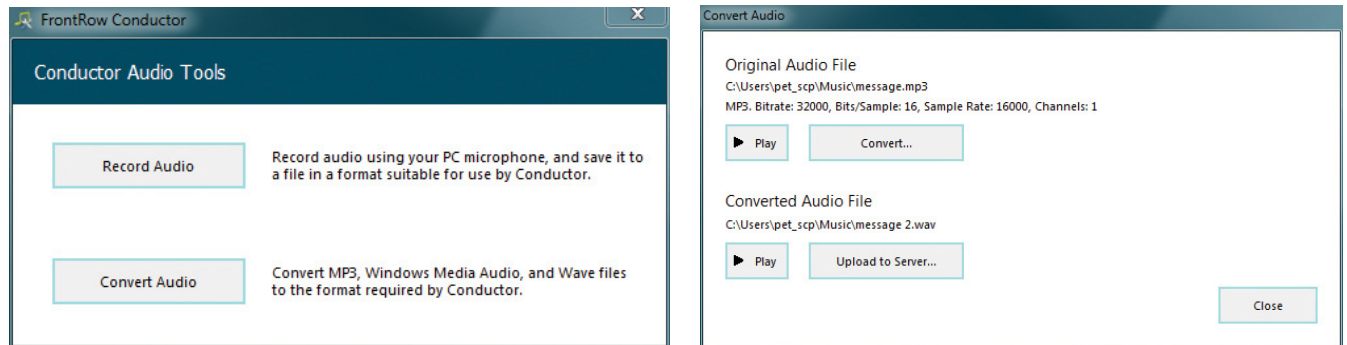 FrontRow Conductor
X
Conductor Audio Tools
Record Audio
Record audio using your PC microphone, and save it to
a file in a format suitable for use by Conductor.
Convert Audio
Convert MP3, Windows Media Audio, and Wave files
to the format required by Conductor.
Convert Audio
Original Audio File
C:\Users\pet_scp\Music\message.mp3
MP3. Bitrate: 32000, Bits/Sample: 16, Sample Rate: 16000, Channels: 1
Play
Convert...
Converted Audio File
C:\Users\pet_scp\Music\message 2.wav
Play
Upload to Server...
Close